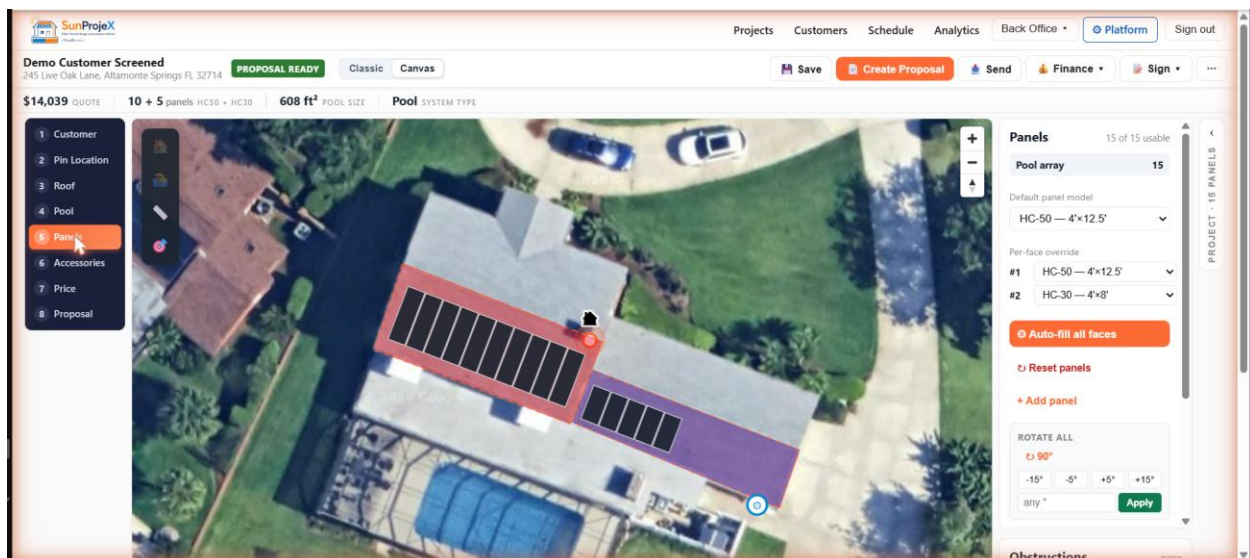 SunProjeX
Projects Customers Schedule Analytics Back Office Platform Sign out
Demo Customer Screened
245 Live Oak Lane, Altamonte Springs FL 32714
PROPOSAL READY
Classic Canvas
Save Create Proposal Send Finance Sign ...
$14,039 QUOTE 10 + 5 panels HC50 + HC30 608 ft² POOL SIZE Pool SYSTEM TYPE
1 Customer
2 Pin Location
3 Roof
4 Pool
5 Panels
6 Accessories
7 Price
8 Proposal
Panels 15 of 15 usable
Pool array 15
Default panel model
HC-50 — 4'×12.5'
Per-face override
#1 HC-50 — 4'×12.5'
#2 HC-30 — 4'×8'
Auto-fill all faces
↻ Reset panels
+ Add panel
ROTATE ALL
↻ 90°
-15° -5° +5° +15°
any ° Apply
Obstructions
PROJECT · 15 PANELS